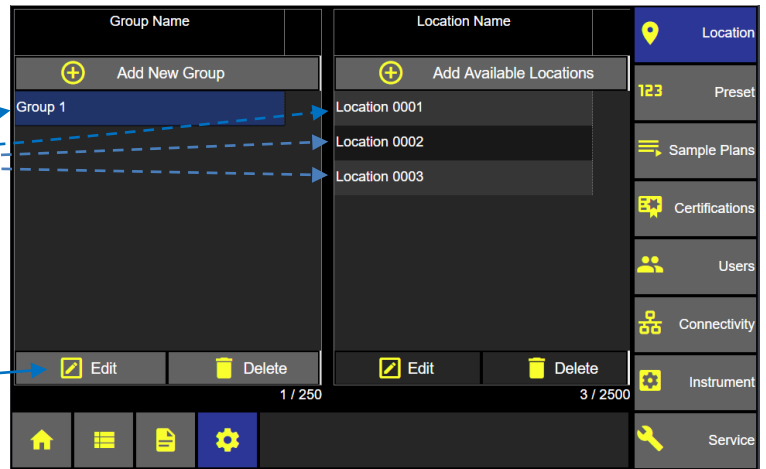 Group Name
Location Name
Location
Add New Group
Add Available Locations
123
Preset
Group 1
Location 0001
Location 0002
Sample Plans
Location 0003
Certifications
Users
Connectivity
Edit
Delete
Edit
Delete
Instrument
1 / 250
3 / 2500
Service